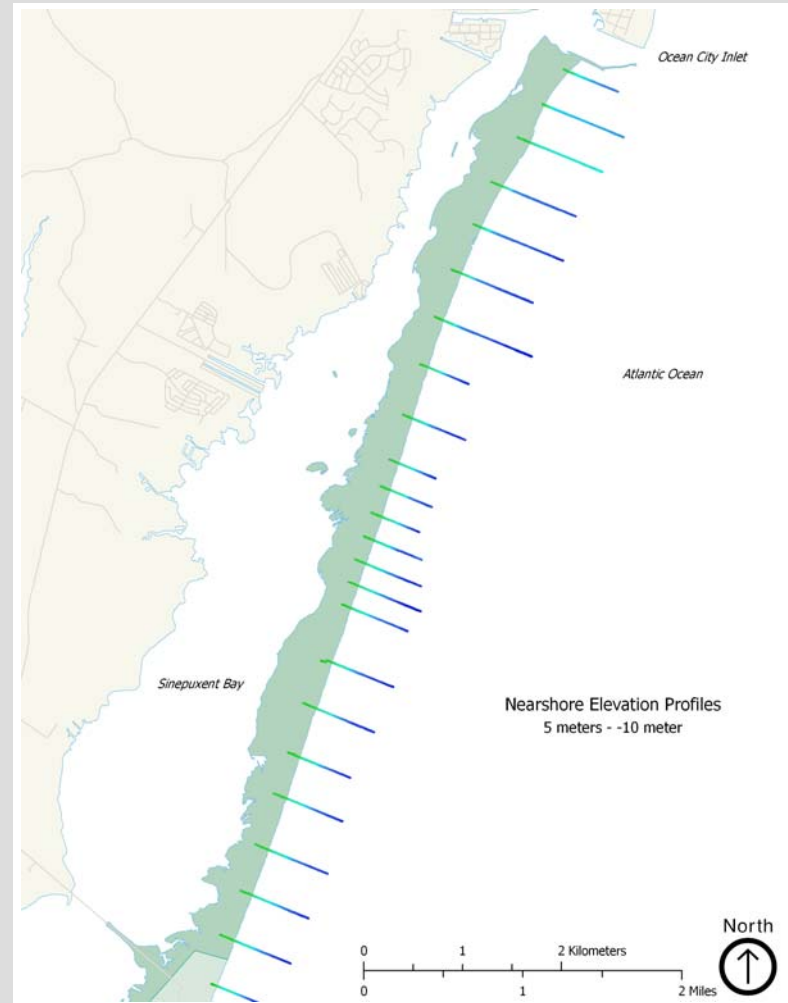 Ocean City Inlet
Atlantic Ocean
Sinepuxent Bay
Nearshore Elevation Profiles
5 meters - -10 meter
North
0 1 2 Kilometers
0 1 2 Miles